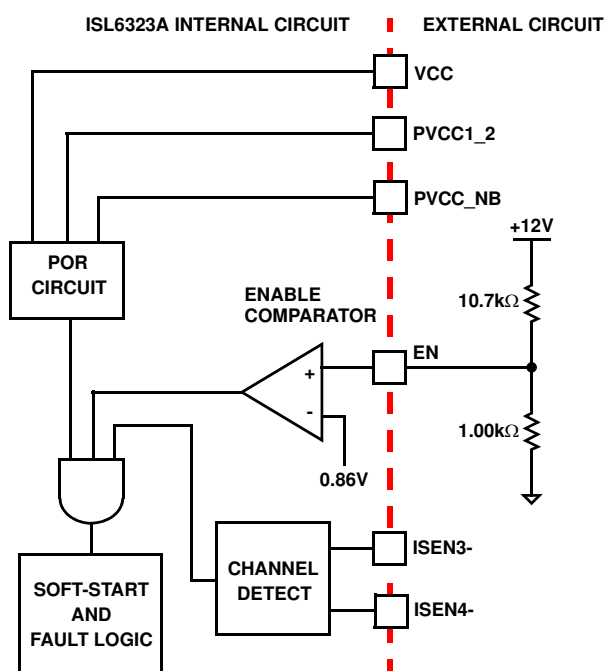 ISL6323A INTERNAL CIRCUIT
EXTERNAL CIRCUIT
VCC
PVCC1_2
PVCC_NB
+12V
POR
CIRCUIT
10.7kΩ
ENABLE
COMPARATOR
EN
+
-
1.00kΩ
0.86V
ISEN3-
CHANNEL
DETECT
SOFT-START
AND
FAULT LOGIC
ISEN4-